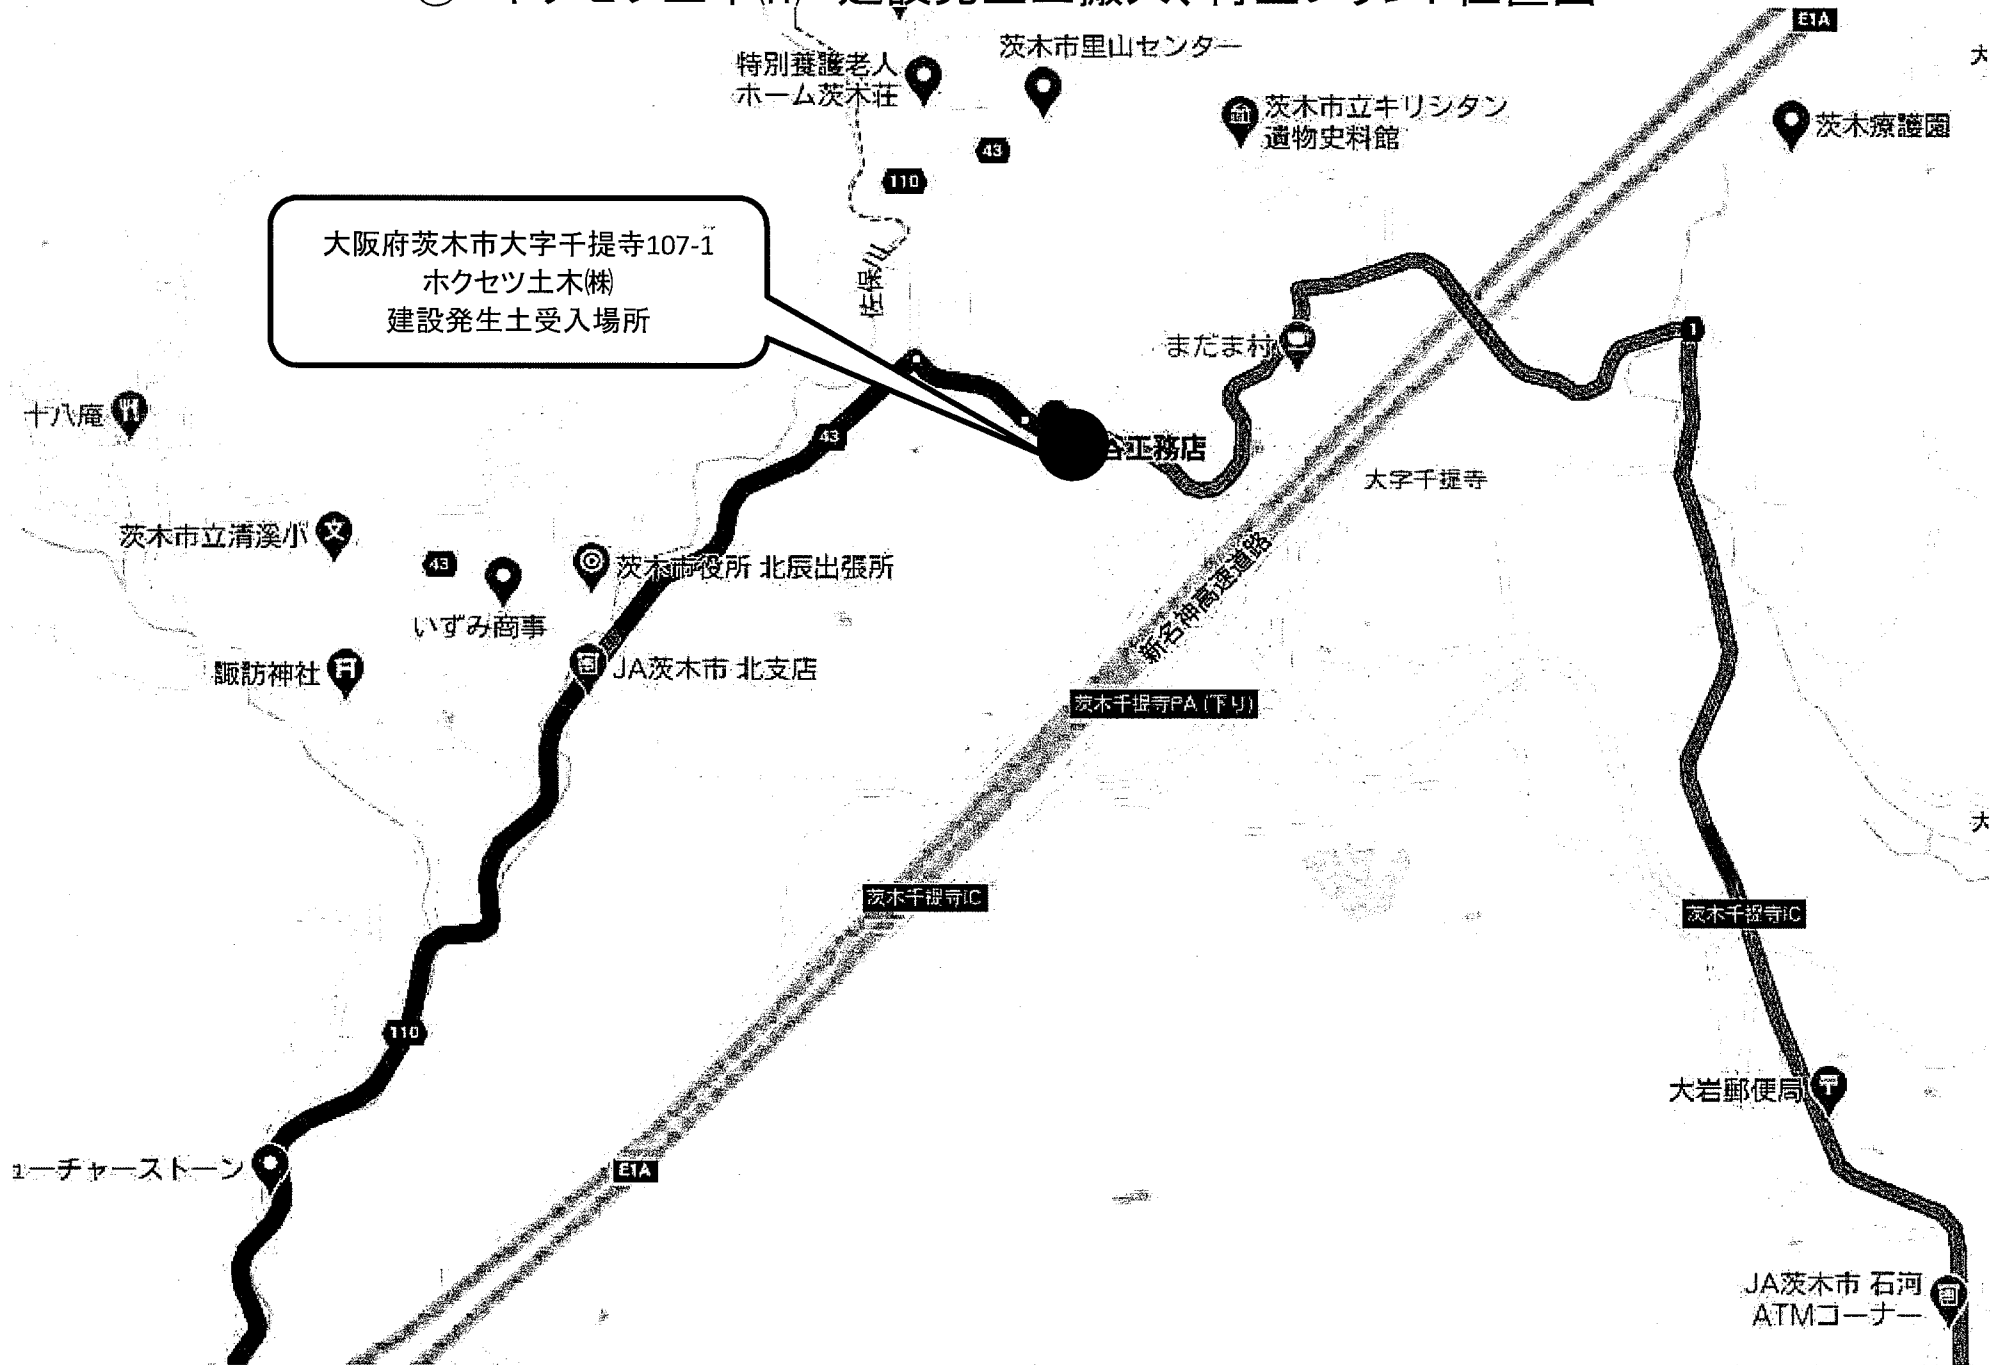 E1A
茨木市里山センター
特別養護老人
ホーム茨木荘
茨木市立キリシタン
遺物史料館
茨木療護園
43
110
大阪府茨木市大字千提寺107-1
ホクセツ土木㈱
建設発生土受入場所
佐保川
まだま村
1
十八庵
43
谷工務店
大字千提寺
茨木市立清溪小
43
茨木市役所 北辰出張所
いずみ商事
新名神高速道路
諏訪神社
JA茨木市 北支店
茨木千提寺PA (下り)
茨木千提寺IC
茨木千提寺IC
110
大岩郵便局
ーチャーストーン
E1A
JA茨木市 石河
ATMコーナー